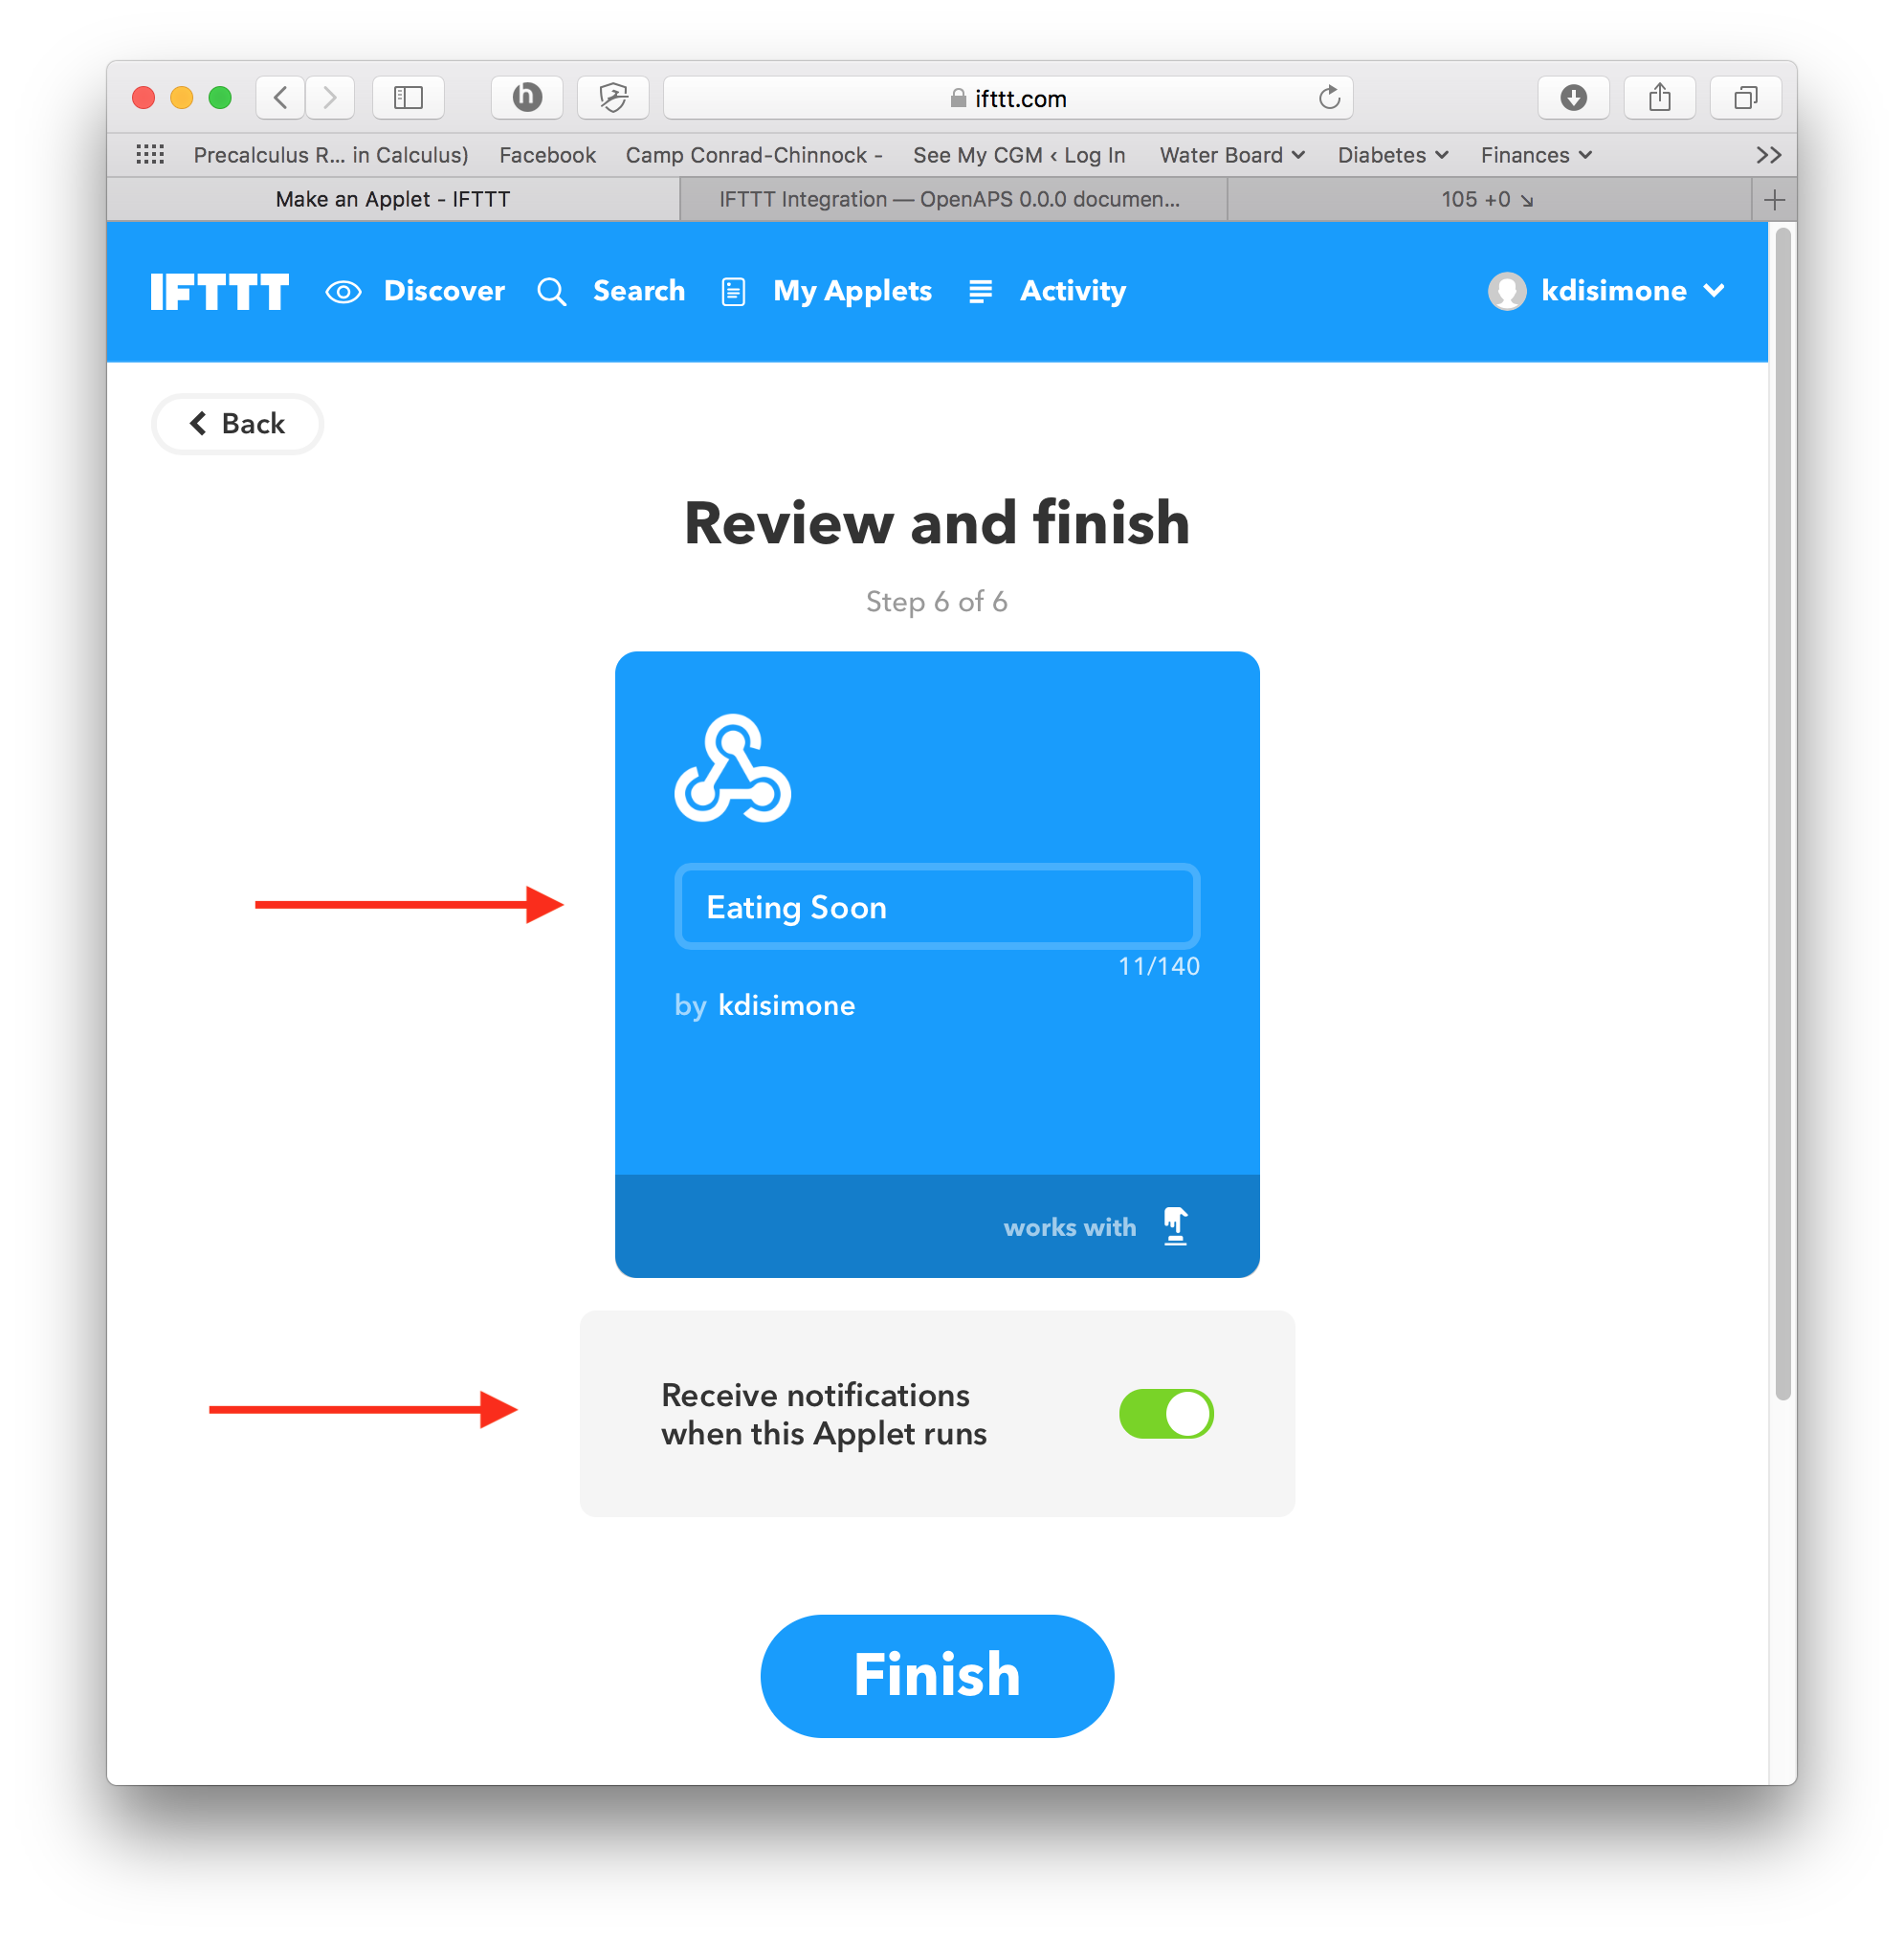 ifttt.com
Precalculus R... in Calculus) Facebook Camp Conrad-Chinnock - See My CGM ‹ Log In Water Board Diabetes Finances
Make an Applet - IFTTT IFTTT Integration — OpenAPS 0.0.0 documen... 105 +0 ↘
IFTTT Discover Search My Applets Activity kdisimone
Back
Review and finish
Step 6 of 6
Eating Soon
11/140
by kdisimone
works with
Receive notifications
when this Applet runs
Finish